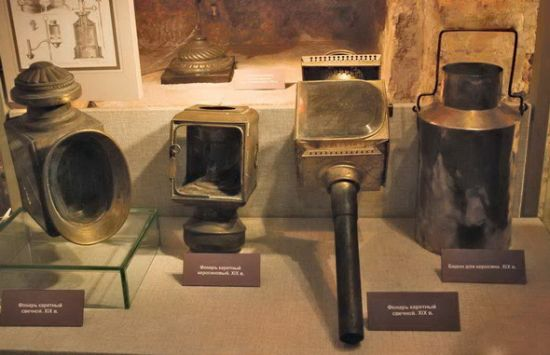 Фонарь каретный
свечной. XIX в.
Фонарь каретный
керосиновый. XIX в.
Фонарь каретный
свечной. XIX в.
Бидон для керосина. XIX в.